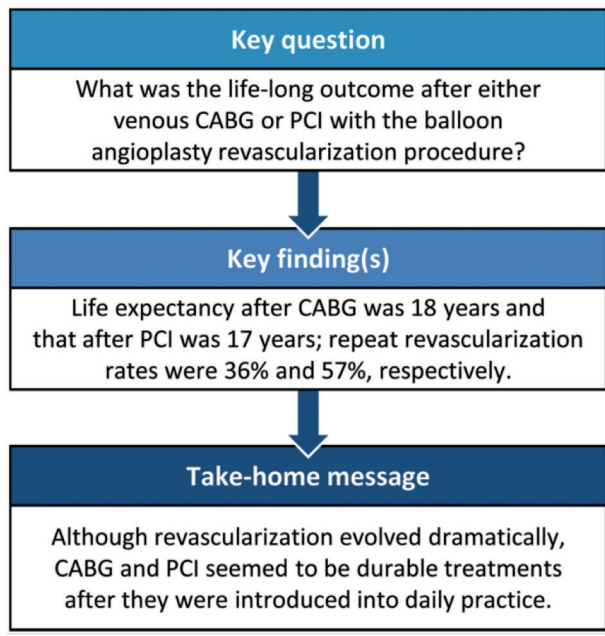 Key question
What was the life-long outcome after either
venous CABG or PCI with the balloon
angioplasty revascularization procedure?
Key finding(s)
Life expectancy after CABG was 18 years and
that after PCI was 17 years; repeat revascularization
rates were 36% and 57%, respectively.
Take-home message
Although revascularization evolved dramatically,
CABG and PCI seemed to be durable treatments
after they were introduced into daily practice.